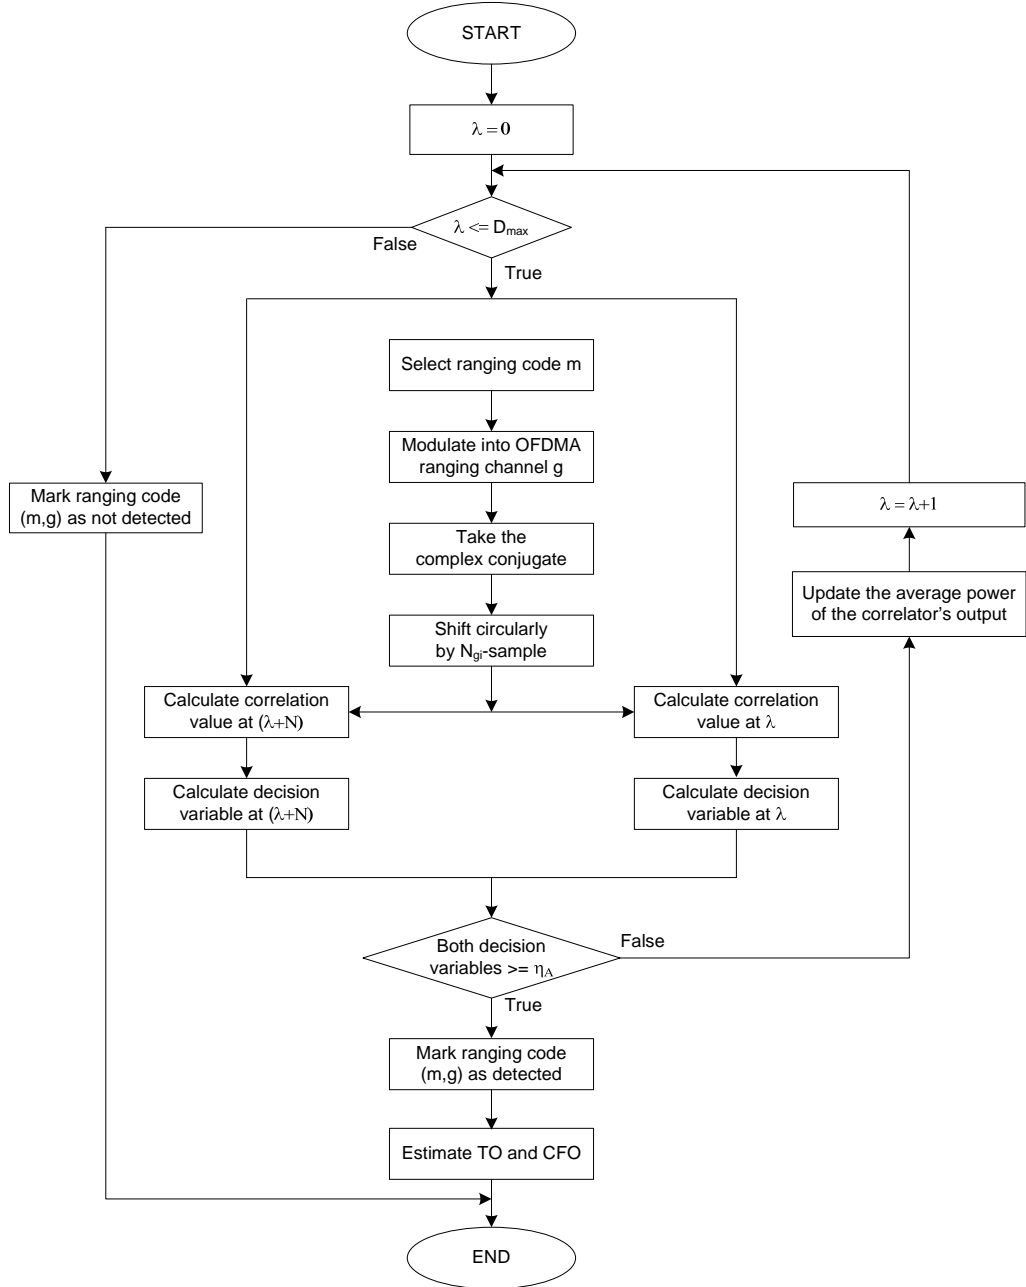 START
λ = 0
λ <= Dmax
False
True
Select ranging code m
Modulate into OFDMA
ranging channel g
Mark ranging code
(m,g) as not detected
λ = λ+1
Take the
complex conjugate
Update the average power
of the correlator's output
Shift circularly
by Ngi-sample
Calculate correlation
value at (λ+N)
Calculate correlation
value at λ
Calculate decision
variable at (λ+N)
Calculate decision
variable at λ
Both decision
variables >= ηA
False
True
Mark ranging code
(m,g) as detected
Estimate TO and CFO
END